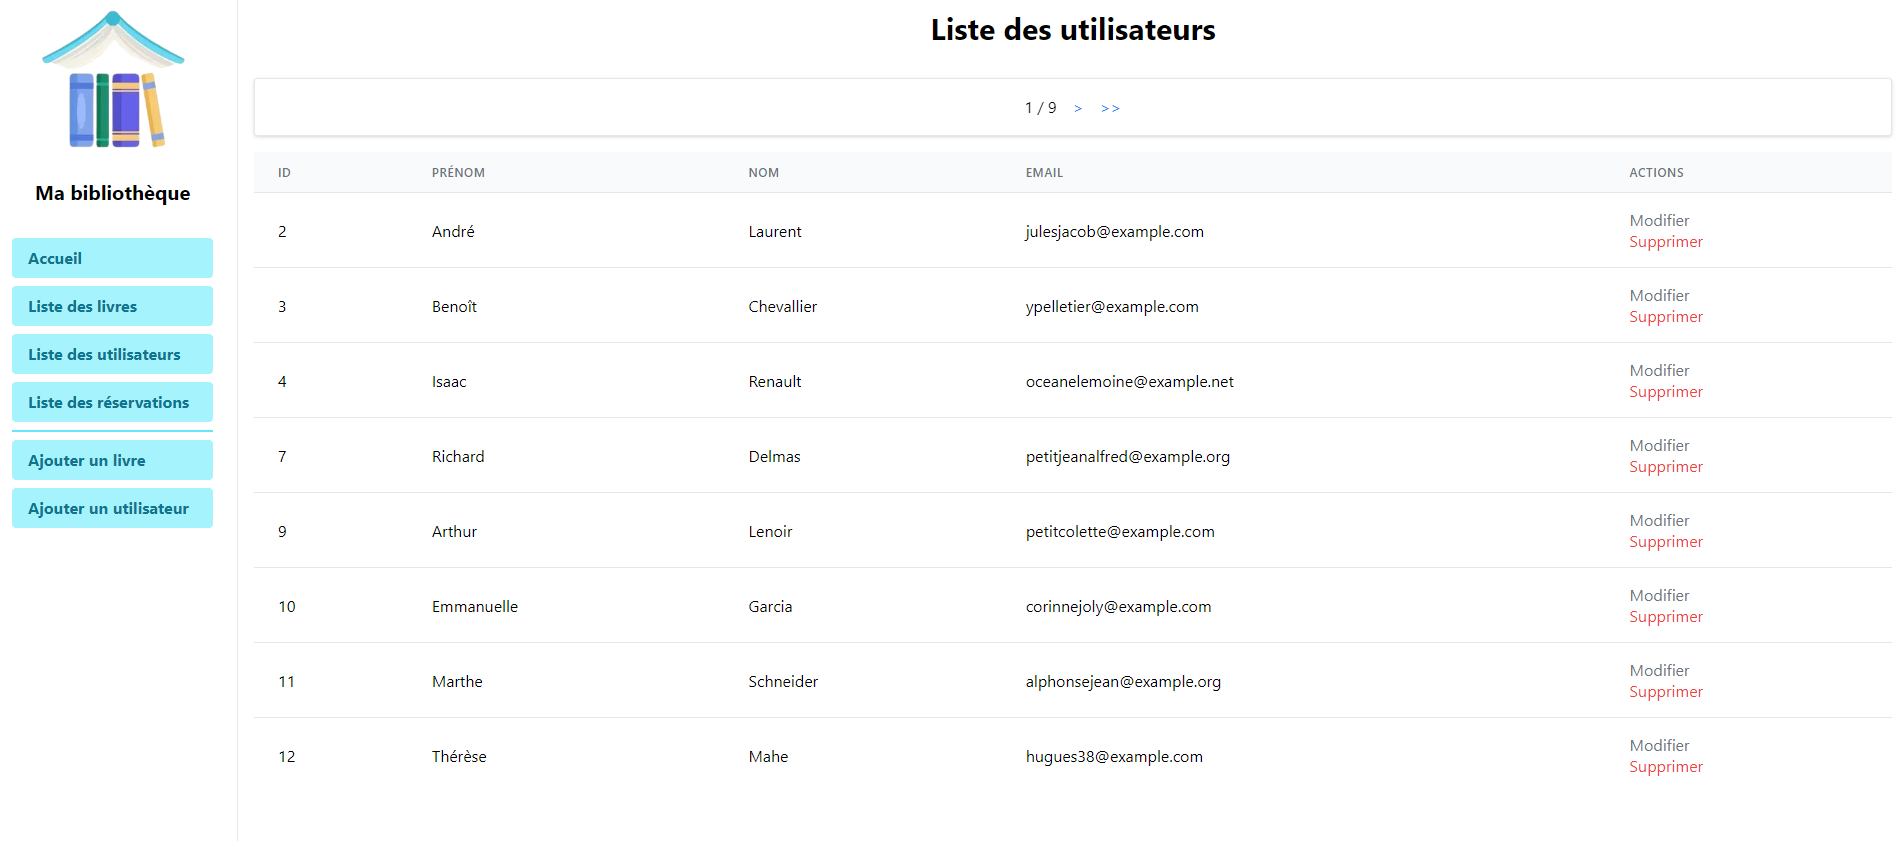 Ma bibliothèque
Accueil
Liste des livres
Liste des utilisateurs
Liste des réservations
Ajouter un livre
Ajouter un utilisateur
Liste des utilisateurs
1 / 9 > >>
ID PRÉNOM NOM EMAIL ACTIONS
2 André Laurent julesjacob@example.com Modifier
Supprimer
3 Benoît Chevallier ypelletier@example.com Modifier
Supprimer
4 Isaac Renault oceanelemoine@example.net Modifier
Supprimer
7 Richard Delmas petitjeanalfred@example.org Modifier
Supprimer
9 Arthur Lenoir petitcolette@example.com Modifier
Supprimer
10 Emmanuelle Garcia corinnejoly@example.com Modifier
Supprimer
11 Marthe Schneider alphonsejean@example.org Modifier
Supprimer
12 Thérèse Mahe hugues38@example.com Modifier
Supprimer